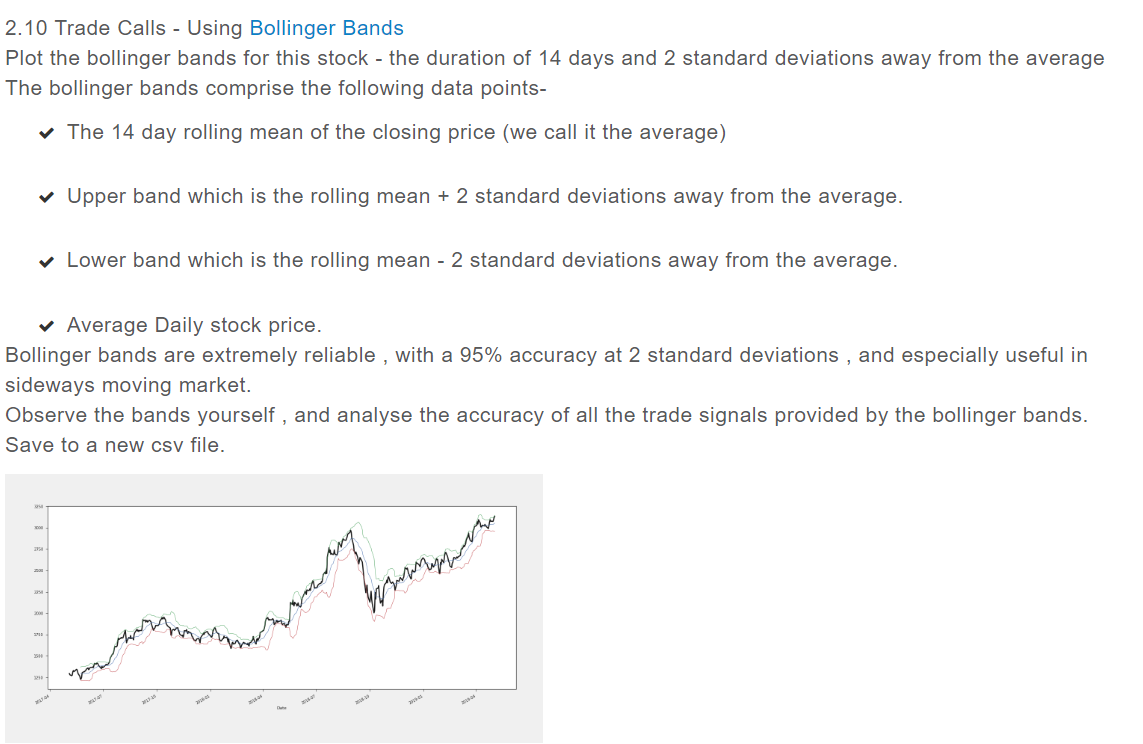 2.10 Trade Calls - Using Bollinger Bands
Plot the bollinger bands for this stock - the duration of 14 days and 2 standard deviations away from the average
The bollinger bands comprise the following data points-
The 14 day rolling mean of the closing price (we call it the average)
Upper band which is the rolling mean + 2 standard deviations away from the average.
Lower band which is the rolling mean - 2 standard deviations away from the average.
Average Daily stock price.
Bollinger bands are extremely reliable , with a 95% accuracy at 2 standard deviations , and especially useful in
sideways moving market.
Observe the bands yourself , and analyse the accuracy of all the trade signals provided by the bollinger bands.
Save to a new csv file.
Date